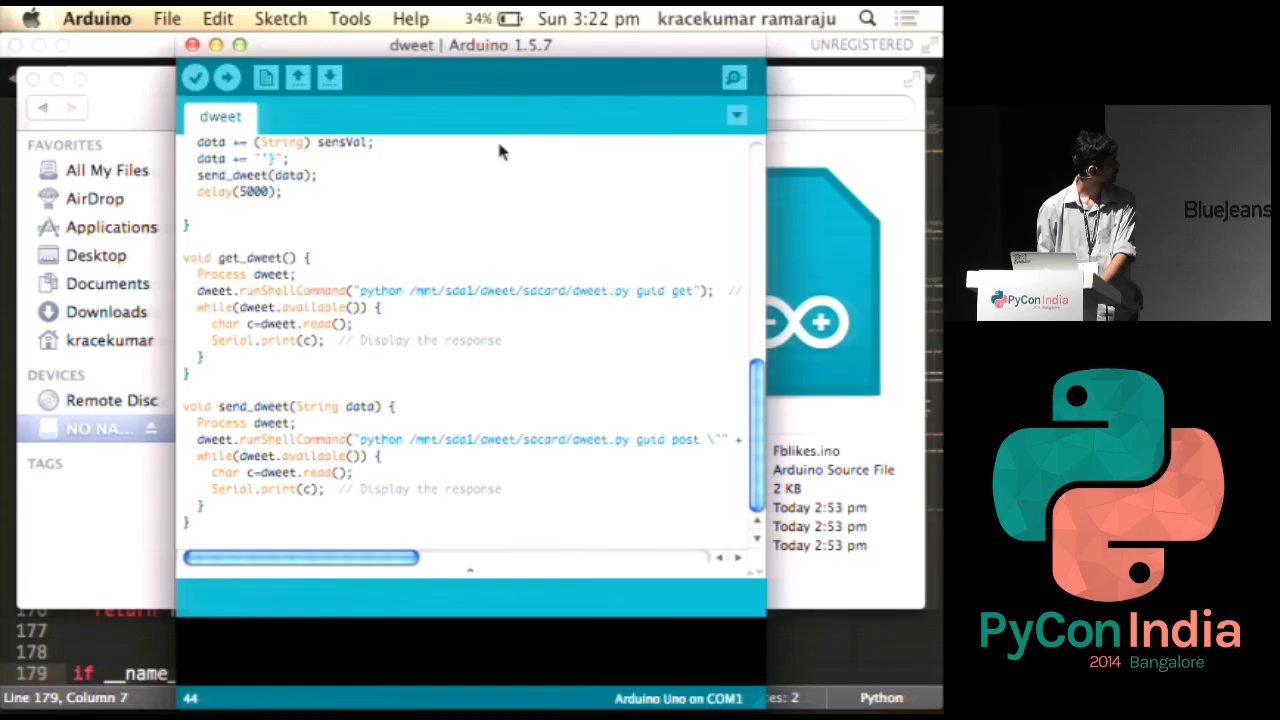 Arduino File Edit Sketch Tools Help 34% Sun 3:22 pm kracekumar ramaraju
dweet | Arduino 1.5.7
UNREGISTERED
dweet
FAVORITES
All My Files
AirDrop
Applications
Desktop
Documents
Downloads
kracekumar
DEVICES
Remote Disc
NO NA...
TAGS
data += (String) sensVal;
data += "'}";
send_dweet(data);
delay(5000);
}
void get_dweet() {
Process dweet;
dweet.runShellCommand("python /mnt/sda1/dweet/sdcard/dweet.py guid get"); //
while(dweet.available()) {
char c=dweet.read();
Serial.print(c); // Display the response
}
}
void send_dweet(String data) {
Process dweet;
dweet.runShellCommand("python /mnt/sda1/dweet/sdcard/dweet.py guid post \"" +
while(dweet.available()) {
char c=dweet.read();
Serial.print(c); // Display the response
}
}
Fblikes.ino
Arduino Source File
2 KB
Today 2:53 pm
Today 2:53 pm
Today 2:53 pm
177
178
179 if __name_
Line 179, Column 7
44
Arduino Uno on COM1
ces: 2
Python
BlueJeans
PyCon India
PyCon India
2014 Bangalore